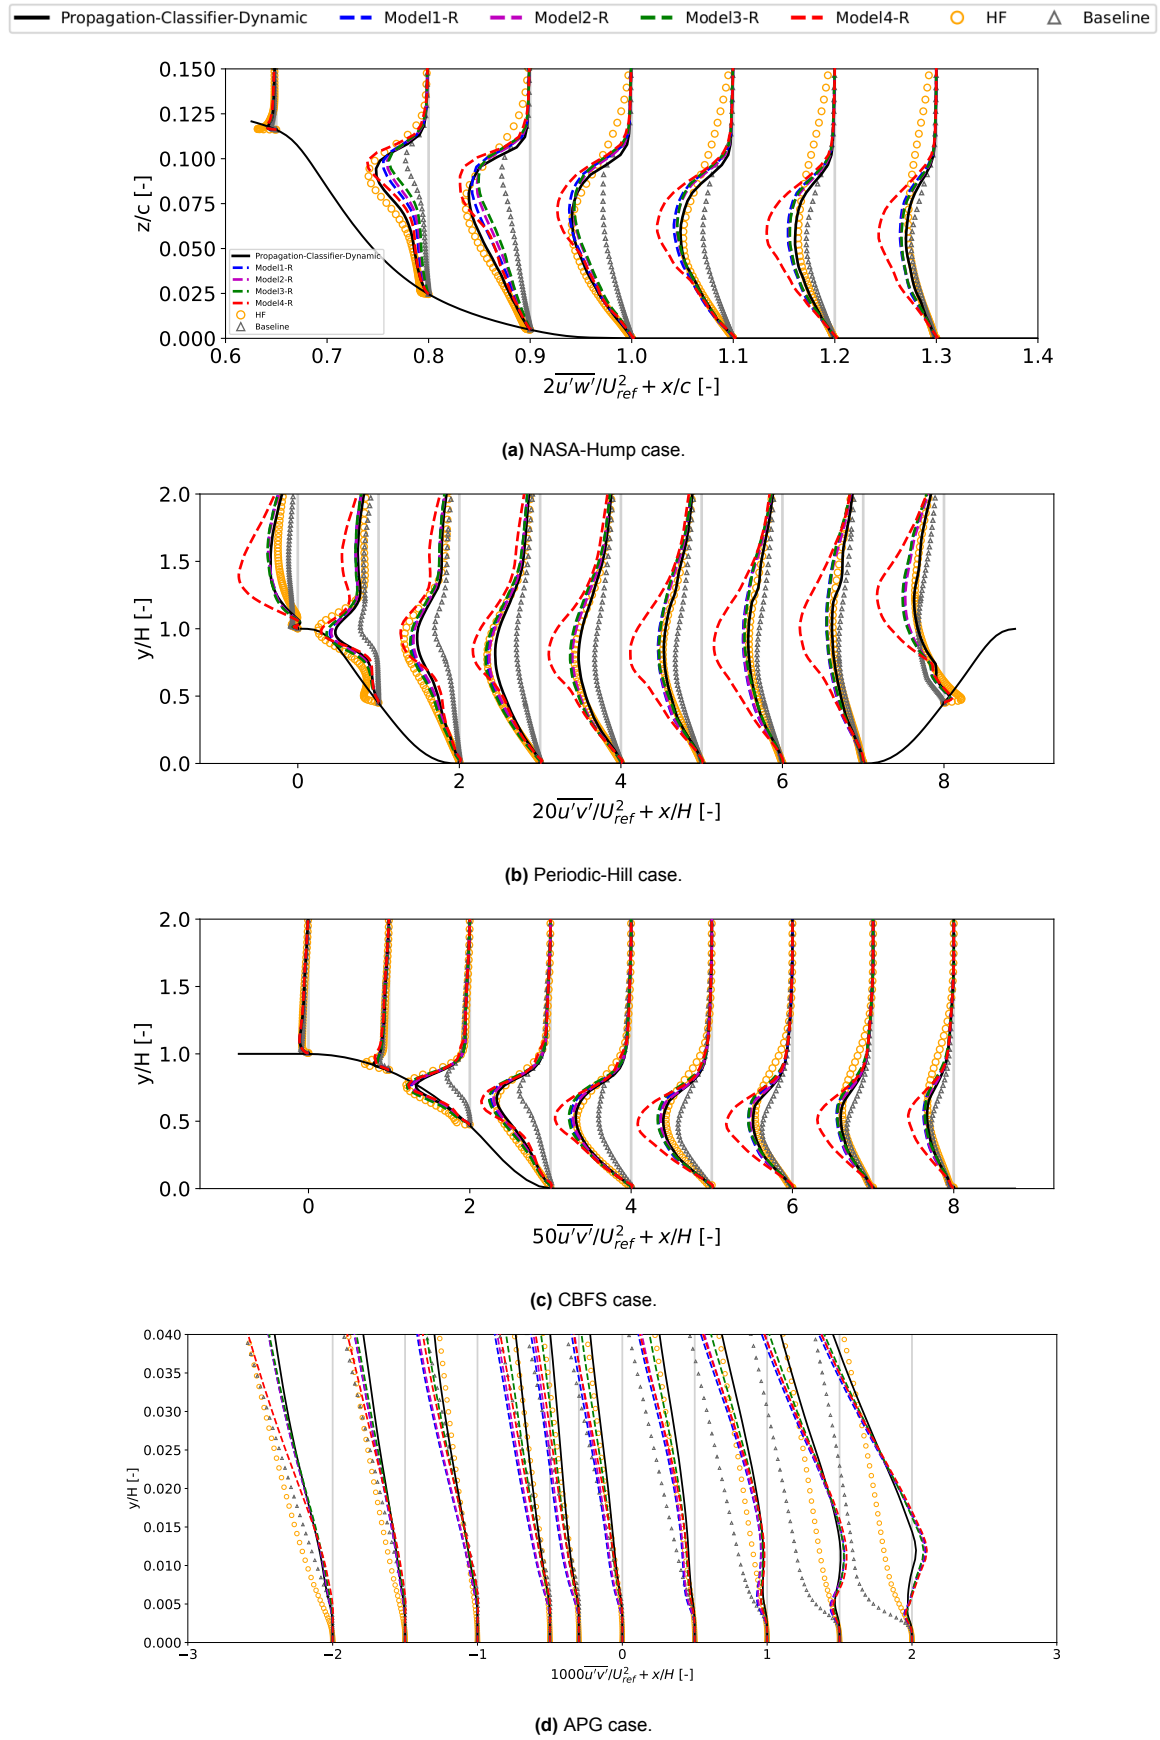 Propagation-Classifier-Dynamic Model1-R Model2-R Model3-R Model4-R HF Baseline
0.150
0.125
0.100
0.075
0.050
0.025
0.000
z/c [-]
Propagation-Classifier-Dynamic
Model1-R
Model2-R
Model3-R
Model4-R
HF
Baseline
0.6 0.7 0.8 0.9 1.0 1.1 1.2 1.3 1.4
2u′w′/U²ref + x/c [-]
(a) NASA-Hump case.
2.0
1.5
1.0
0.5
0.0
y/H [-]
0 2 4 6 8
20u′v′/U²ref + x/H [-]
(b) Periodic-Hill case.
2.0
1.5
1.0
0.5
0.0
y/H [-]
0 2 4 6 8
50u′v′/U²ref + x/H [-]
(c) CBFS case.
0.040
0.035
0.030
0.025
0.020
0.015
0.010
0.005
0.000
y/H [-]
−3 −2 −1 0 1 2 3
1000u′v′/U²ref + x/H [-]
(d) APG case.